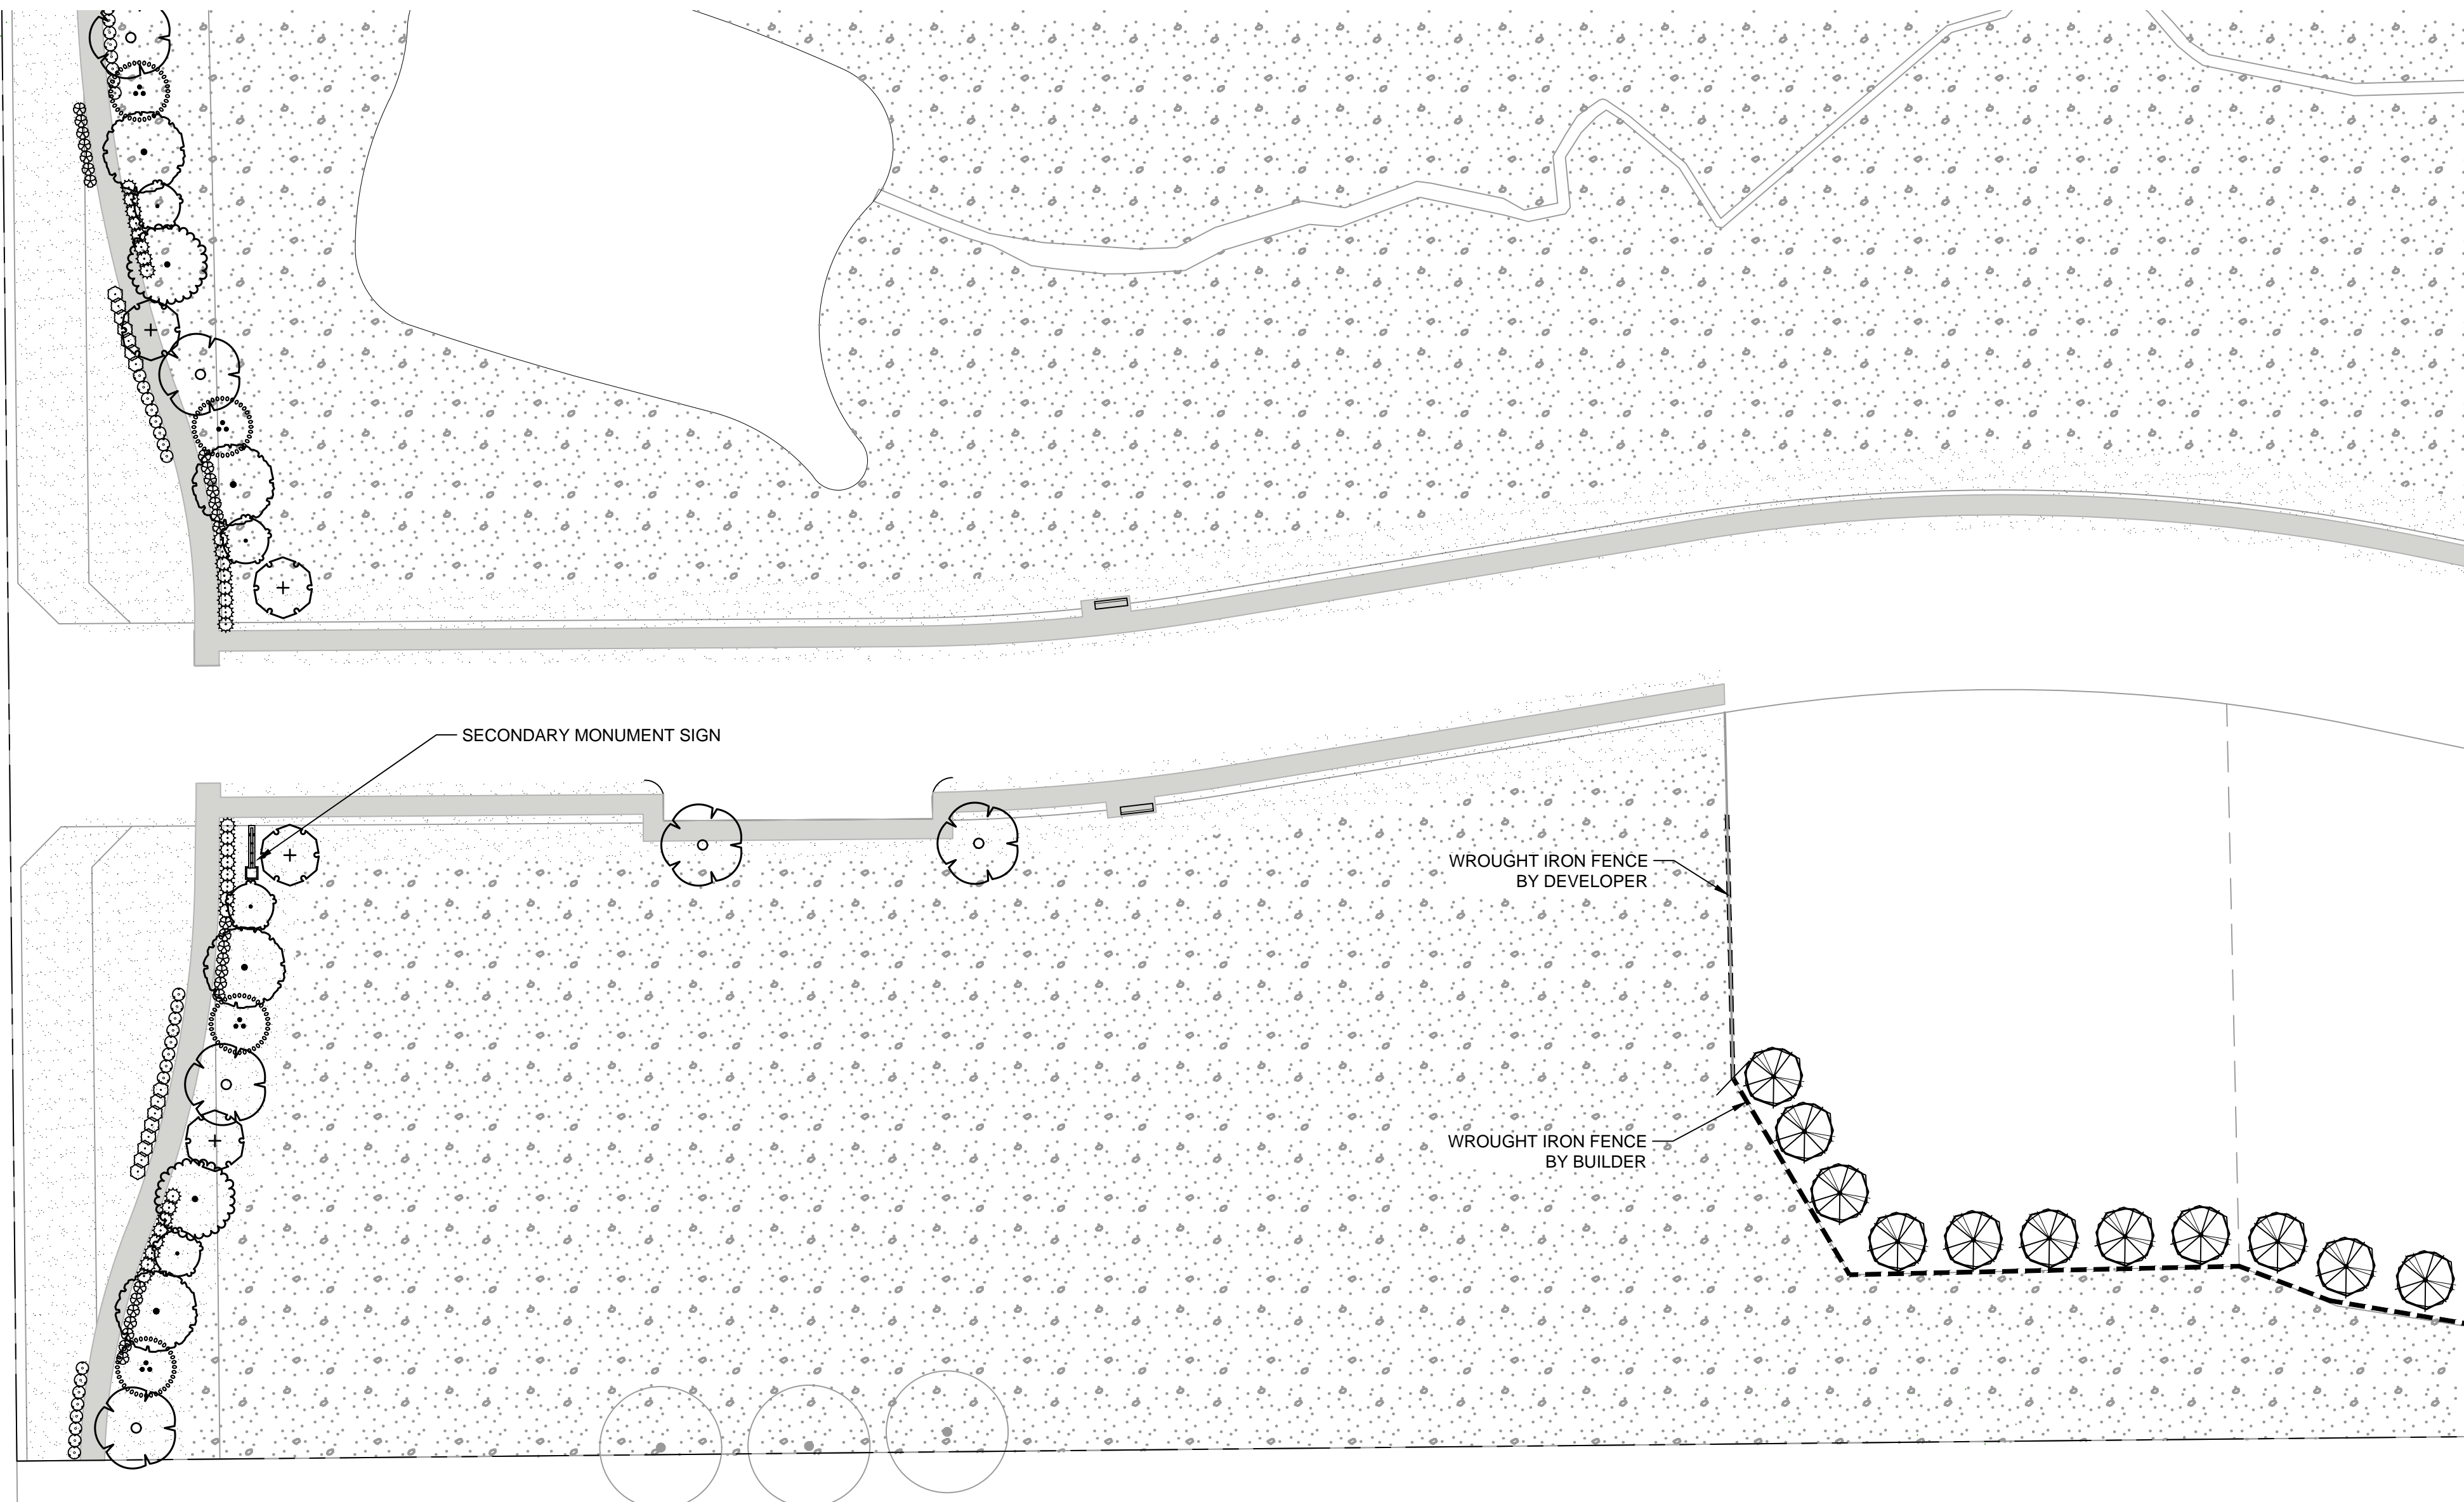 SECONDARY MONUMENT SIGN
WROUGHT IRON FENCE
BY DEVELOPER
WROUGHT IRON FENCE
BY BUILDER